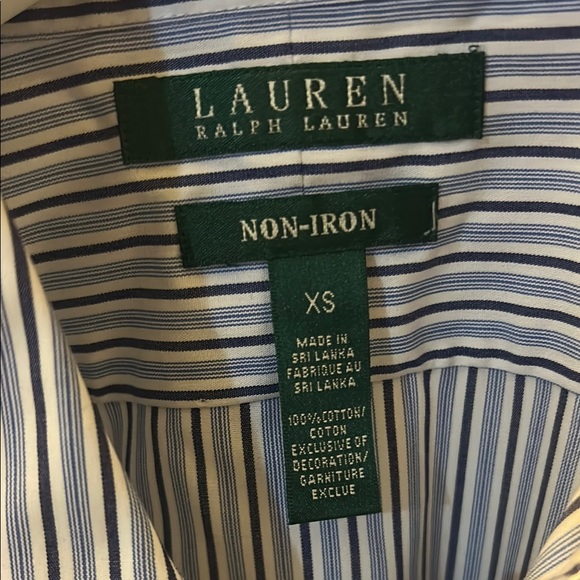 LAUREN
RALPH LAUREN
NON-IRON
XS
MADE IN
SRI LANKA
FABRIQUE AU
SRI LANKA
100% COTTON/
COTON
EXCLUSIVE OF
DECORATION/
GARNITURE
EXCLUE